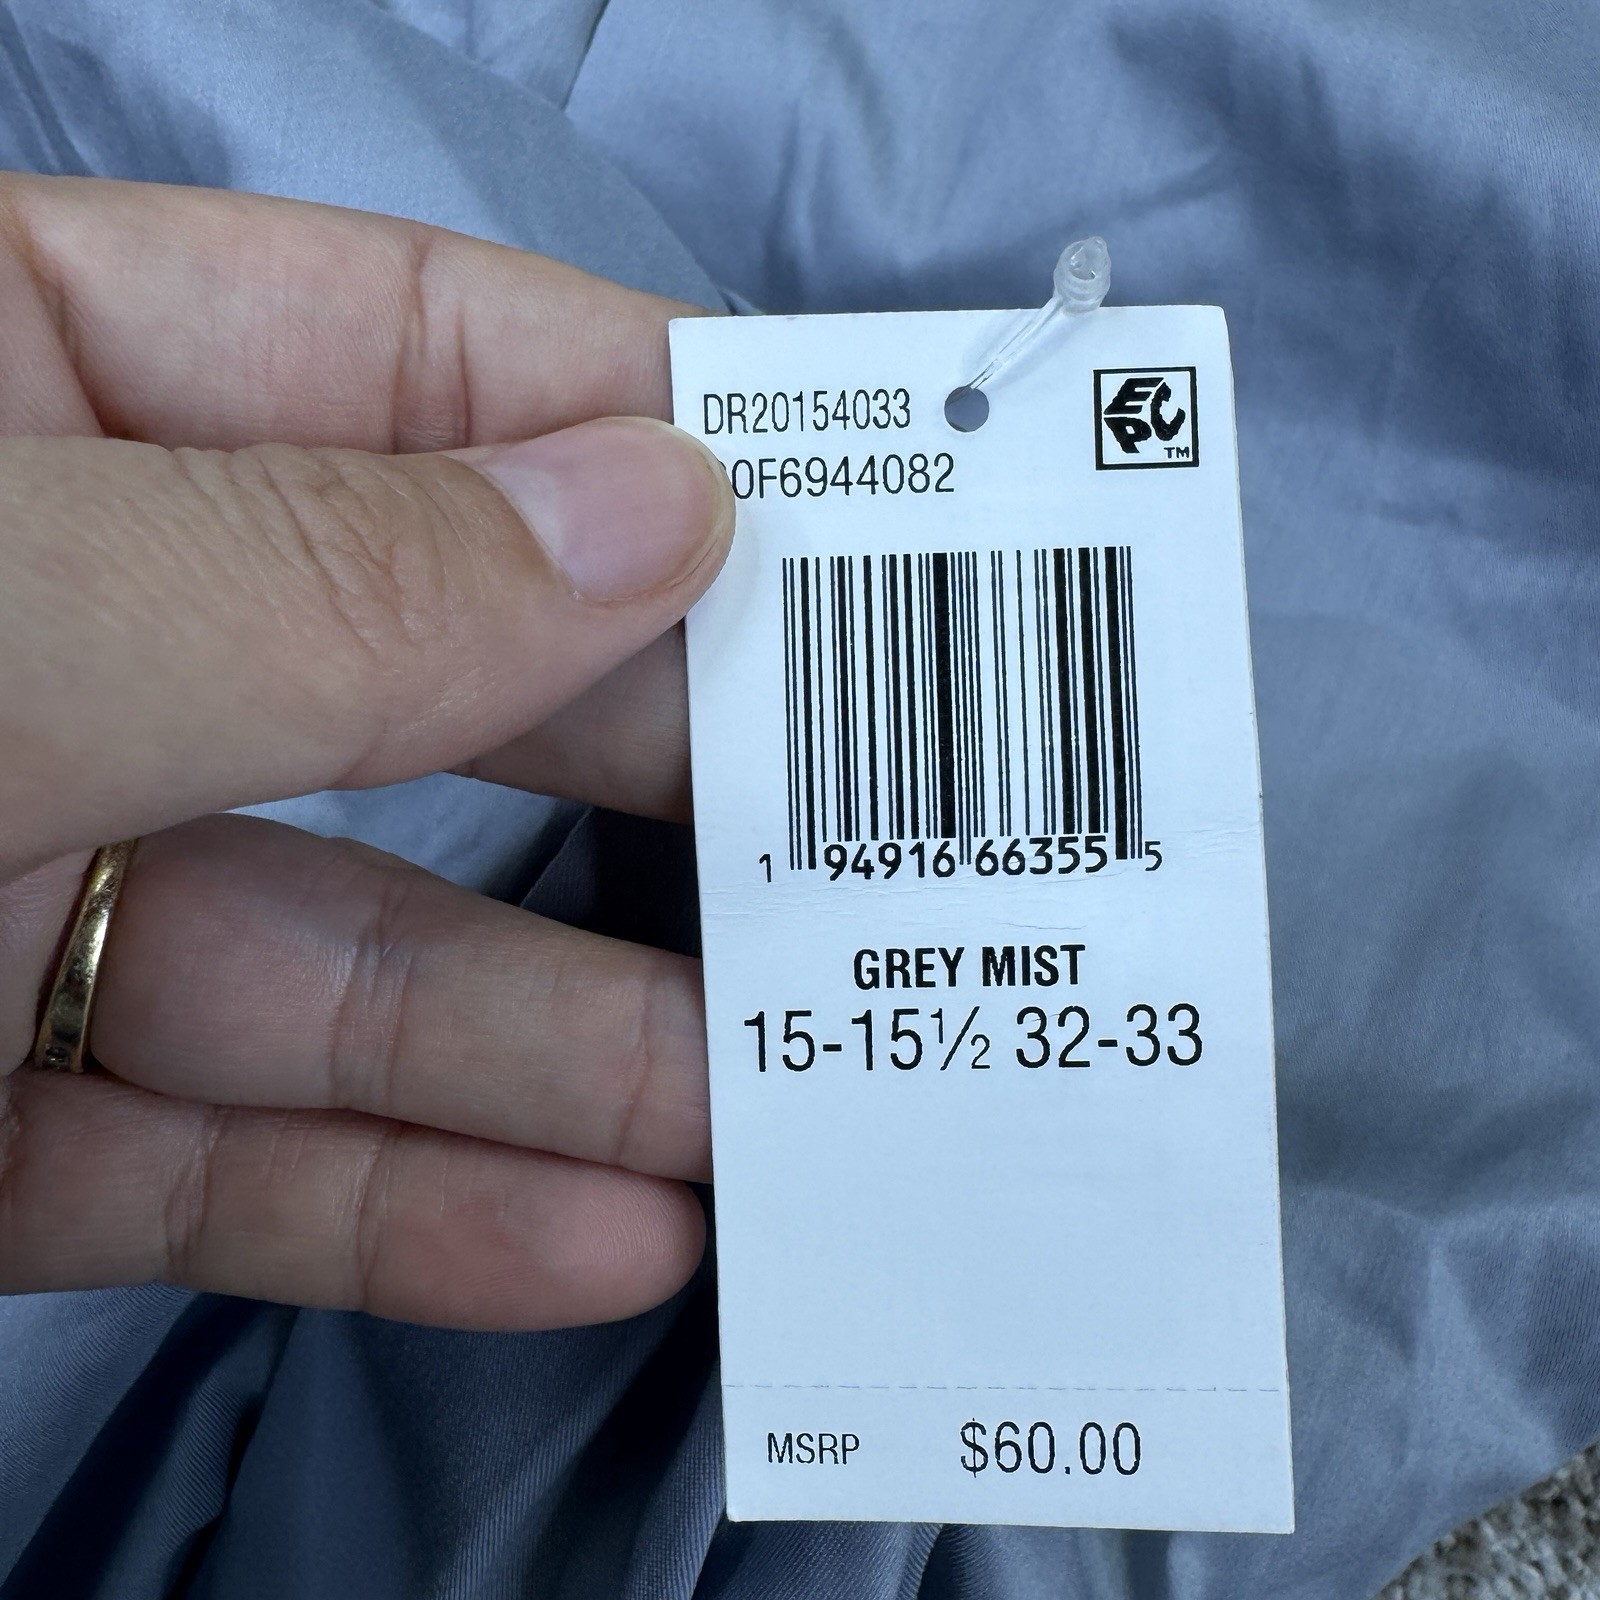 DR20154033
0F6944082
EPC
TM
1 94916 66355 5
GREY MIST
15-15½ 32-33
MSRP $60.00